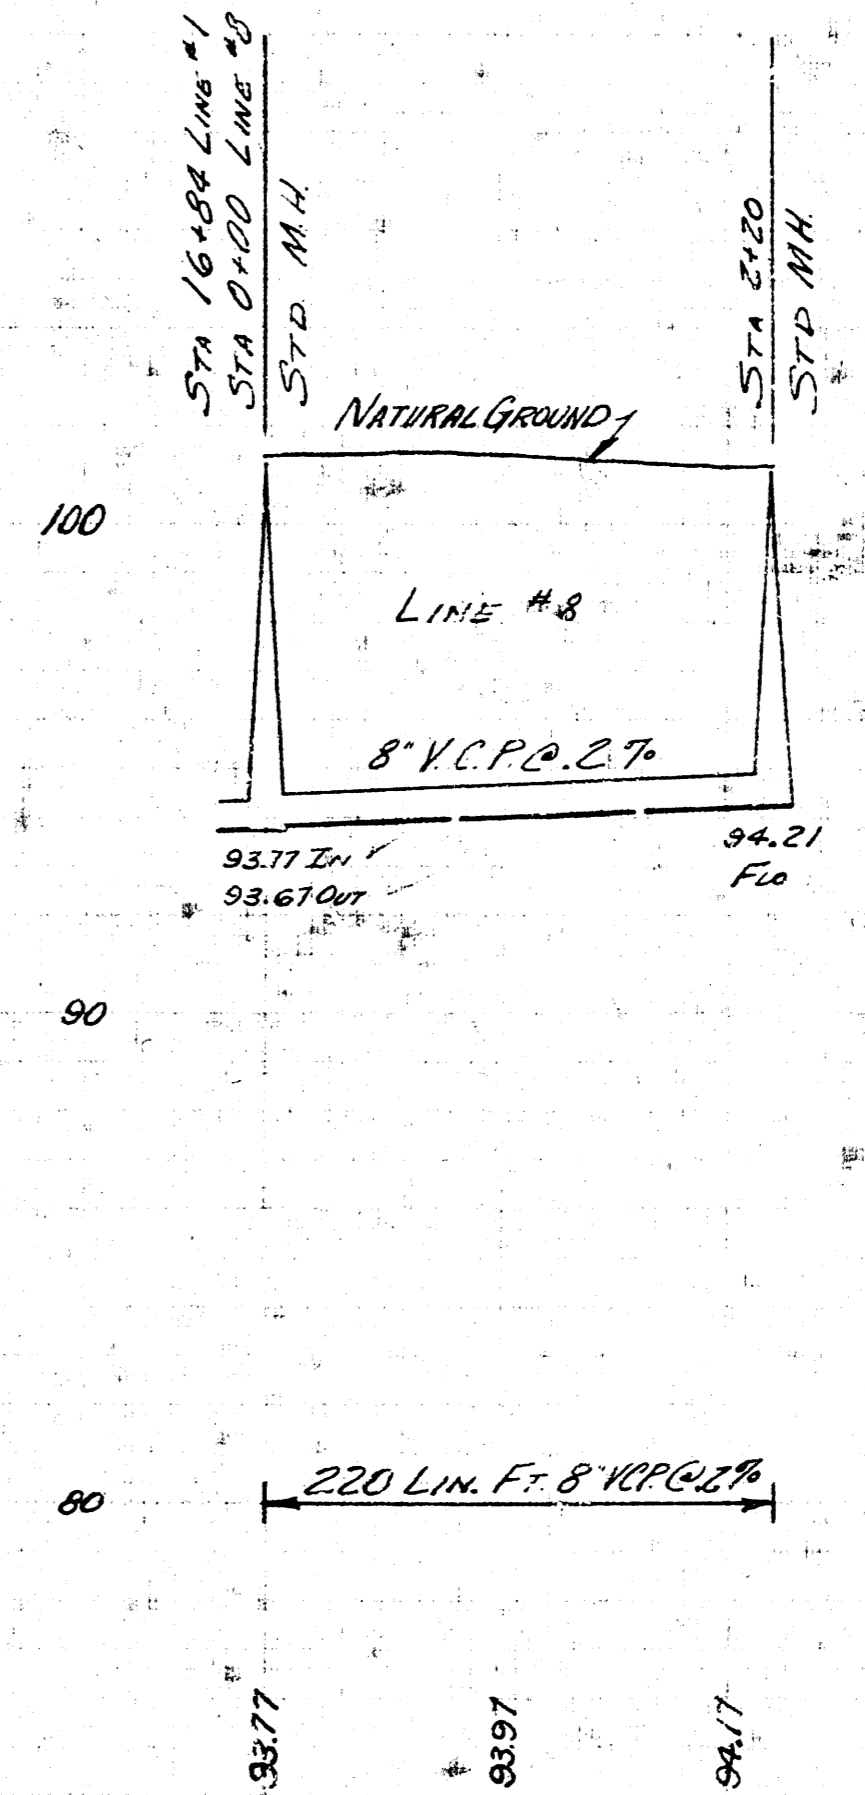 STA 16+84 LINE #1
STA 0+00 LINE #8
STD. M.H.
STA 2+20
STD MH.
NATURAL GROUND
100
LINE #8
8" V.C.P. @ .2 %
93.77 IN
93.67 OUT
94.21
FLO
90
80
220 LIN. FT. 8" VCP. @ .2%
93.77
93.97
94.17